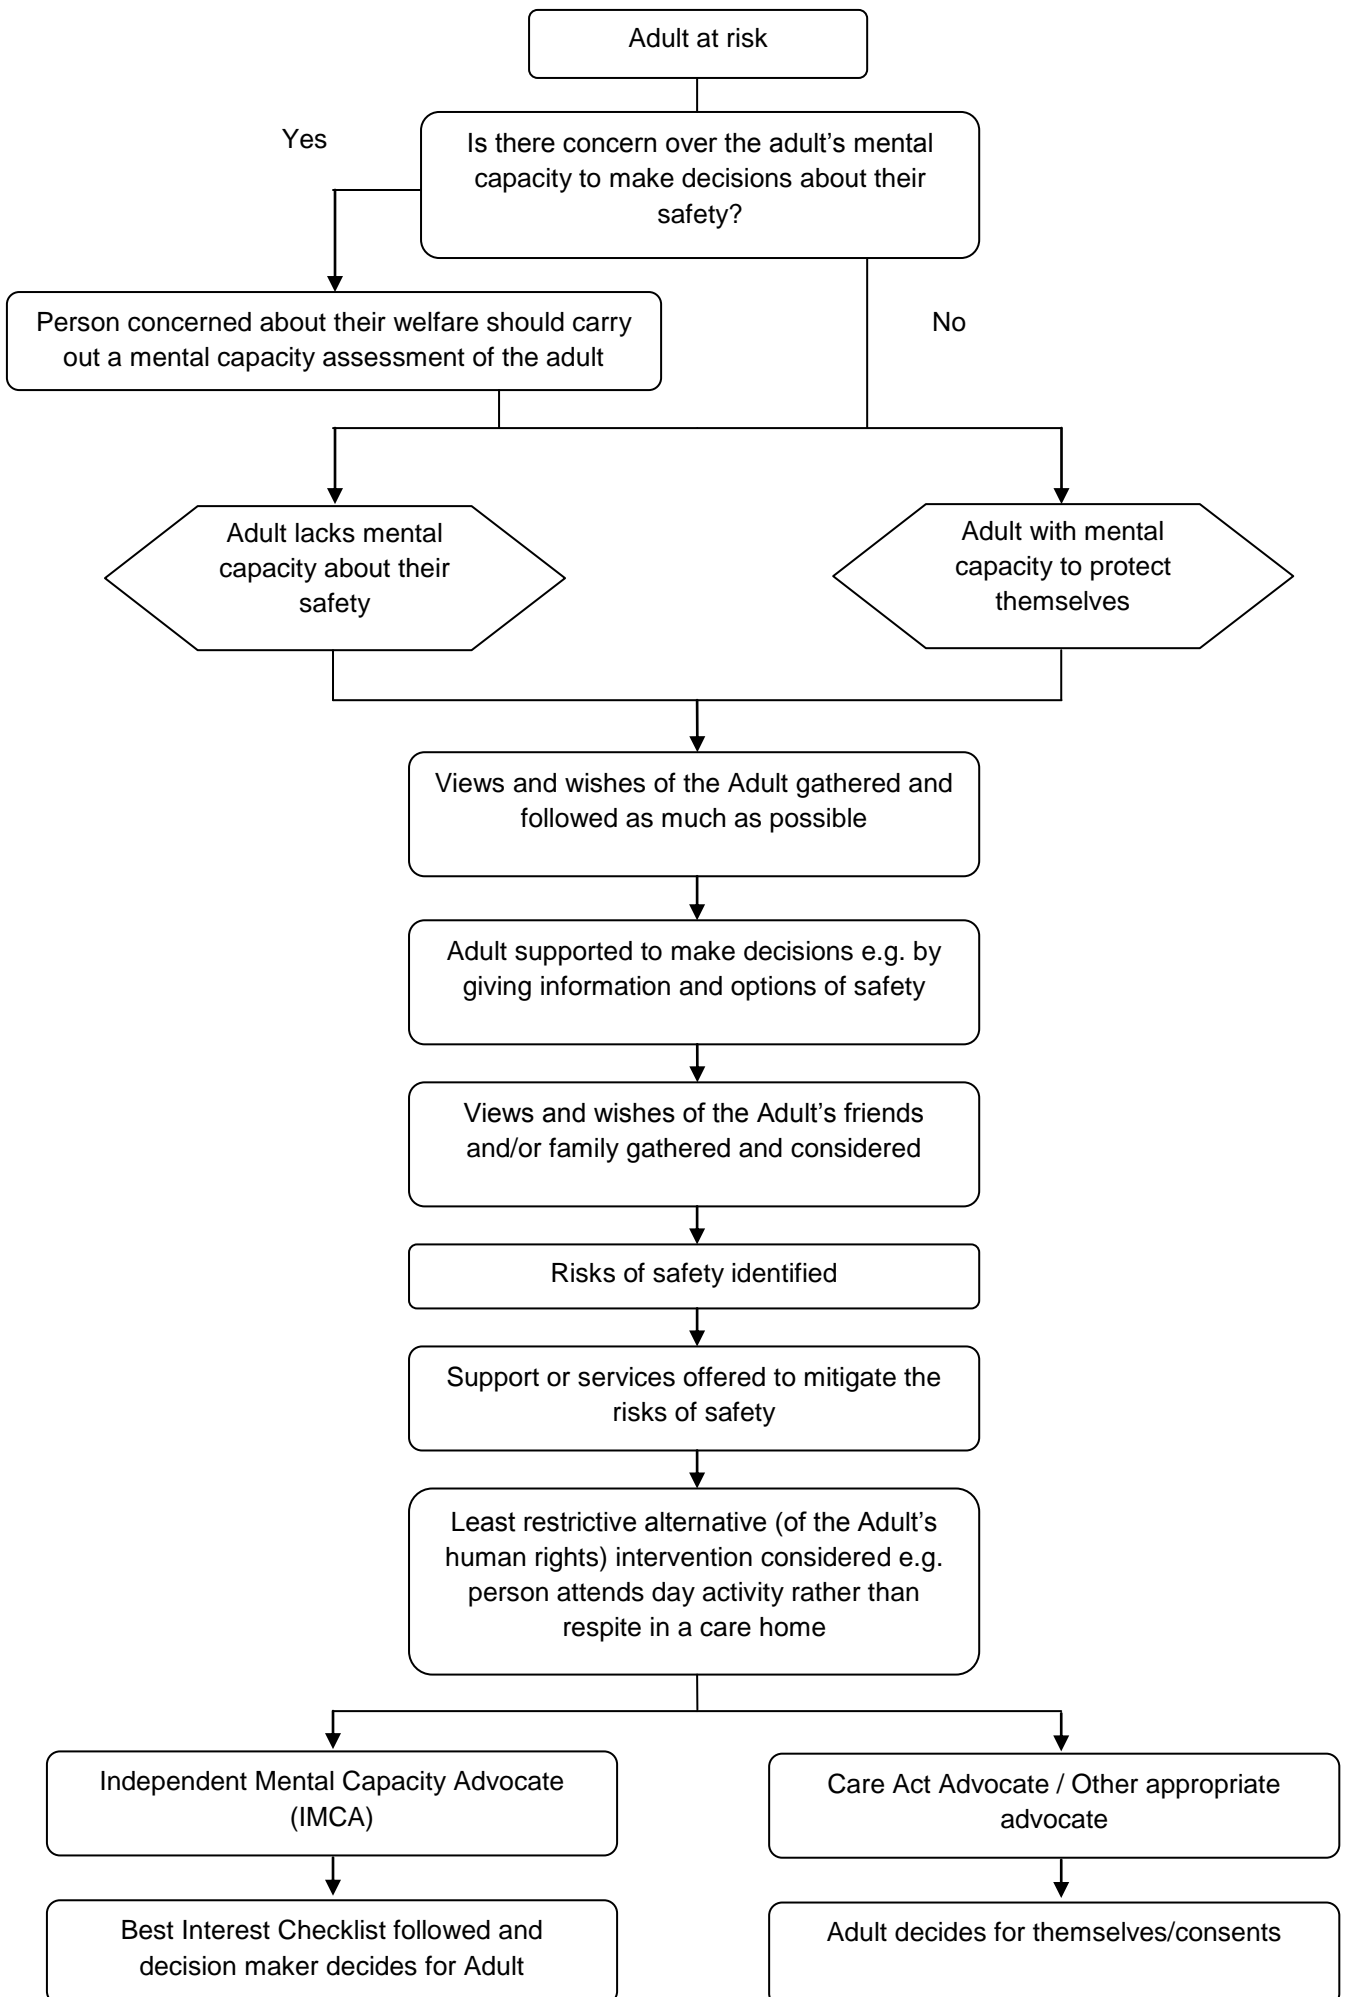 Adult at risk
Yes
Is there concern over the adult’s mental
capacity to make decisions about their
safety?
Person concerned about their welfare should carry
out a mental capacity assessment of the adult
No
Adult lacks mental
capacity about their
safety
Adult with mental
capacity to protect
themselves
Views and wishes of the Adult gathered and
followed as much as possible
Adult supported to make decisions e.g. by
giving information and options of safety
Views and wishes of the Adult’s friends
and/or family gathered and considered
Risks of safety identified
Support or services offered to mitigate the
risks of safety
Least restrictive alternative (of the Adult’s
human rights) intervention considered e.g.
person attends day activity rather than
respite in a care home
Independent Mental Capacity Advocate
(IMCA)
Care Act Advocate / Other appropriate
advocate
Best Interest Checklist followed and
decision maker decides for Adult
Adult decides for themselves/consents